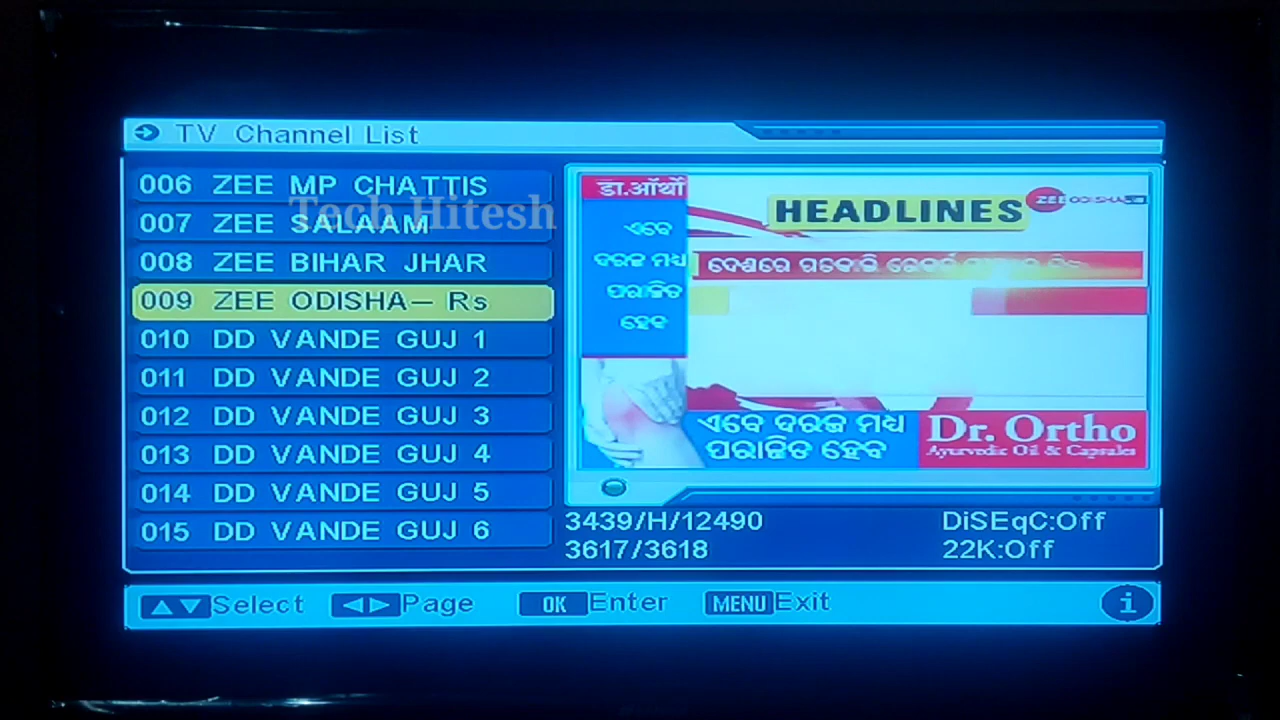 TV Channel List
006 ZEE MP CHATTIS
007 ZEE SALAAM
008 ZEE BIHAR JHAR
009 ZEE ODISHA– Rs
010 DD VANDE GUJ 1
011 DD VANDE GUJ 2
012 DD VANDE GUJ 3
013 DD VANDE GUJ 4
014 DD VANDE GUJ 5
015 DD VANDE GUJ 6
Tech Hitesh
डा.ऑर्थो
ଏବେ
ଦରଜ ମଧ୍ୟ
ପରାଜିତ
ହେବ
HEADLINES
ZEE ODISHA
ଦେଶରେ
ଏବେ ଦରଜ ମଧ୍ୟ
ପରାଜିତ ହେବ
Dr. Ortho
Ayurvedic Oil & Capsules
3439/H/12490
3617/3618
DiSEqC:Off
22K:Off
Select
Page
OK Enter
MENU Exit
i